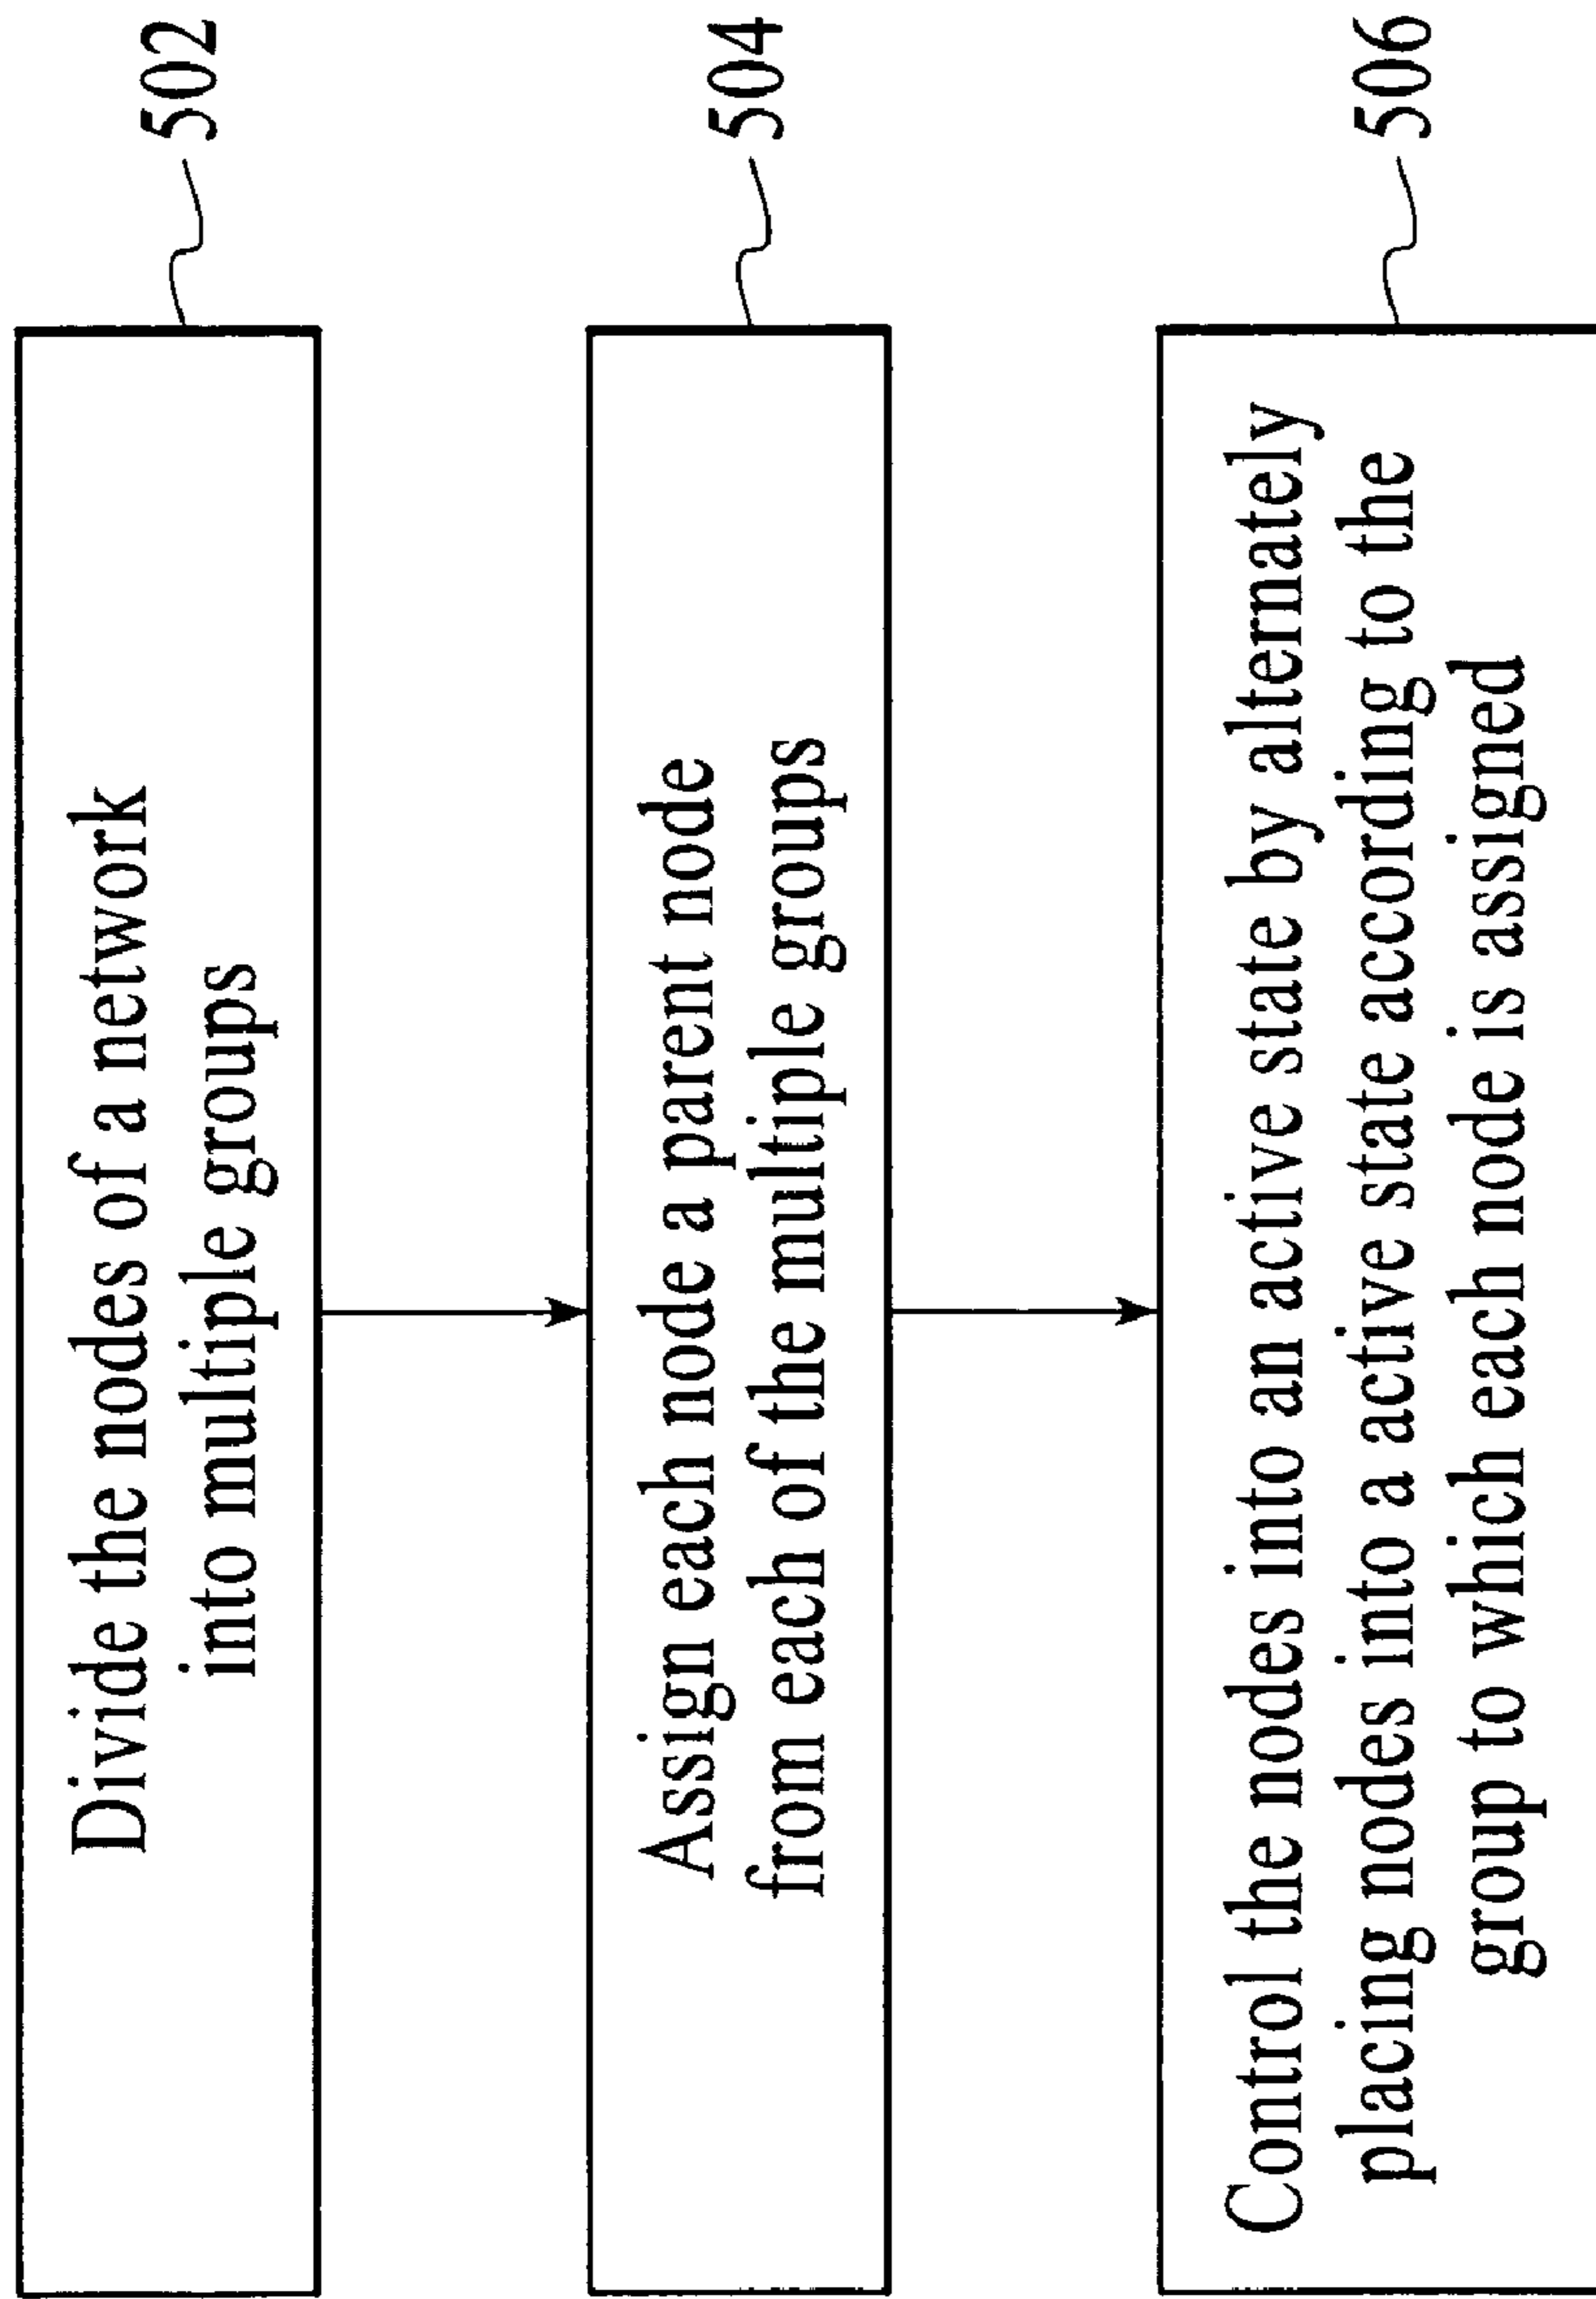 Divide the nodes of a network
into multiple groups
502
Assign each node a parent node
from each of the multiple groups
504
Control the nodes into an active state by alternately
placing nodes into a active state according to the
group to which each node is assigned
506